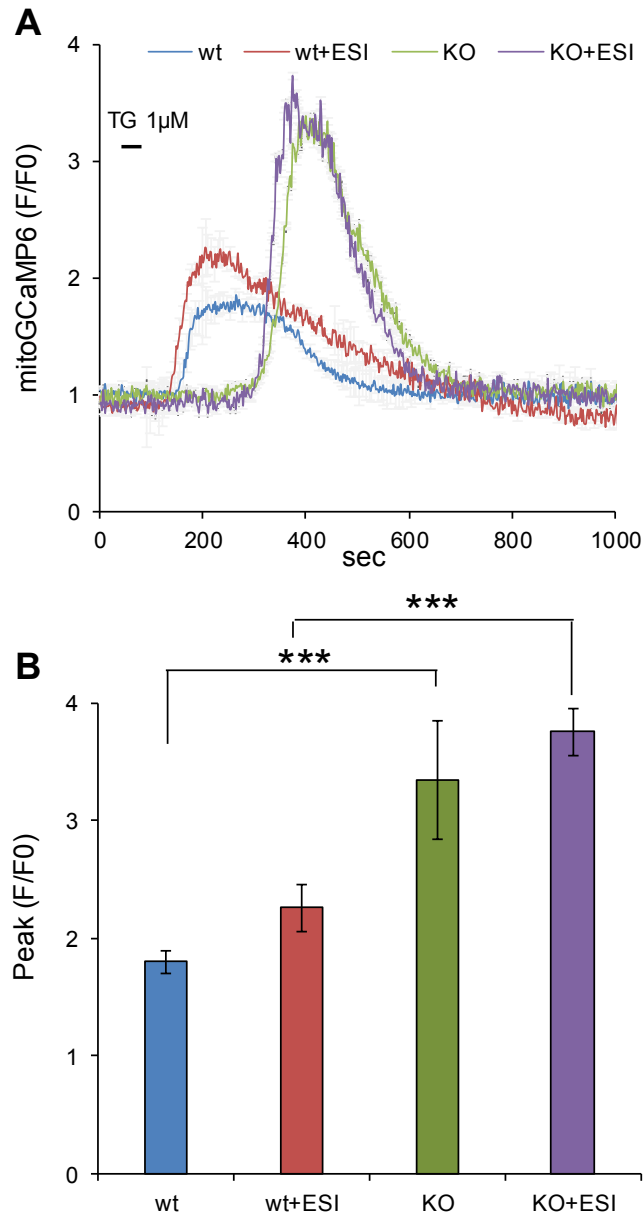 A
wt wt+ESI KO KO+ESI
TG 1µM
mitoGCaMP6 (F/F0)
4
3
2
1
0
0 200 400 600 800 1000
sec
B
***
***
Peak (F/F0)
4
3
2
1
0
wt wt+ESI KO KO+ESI